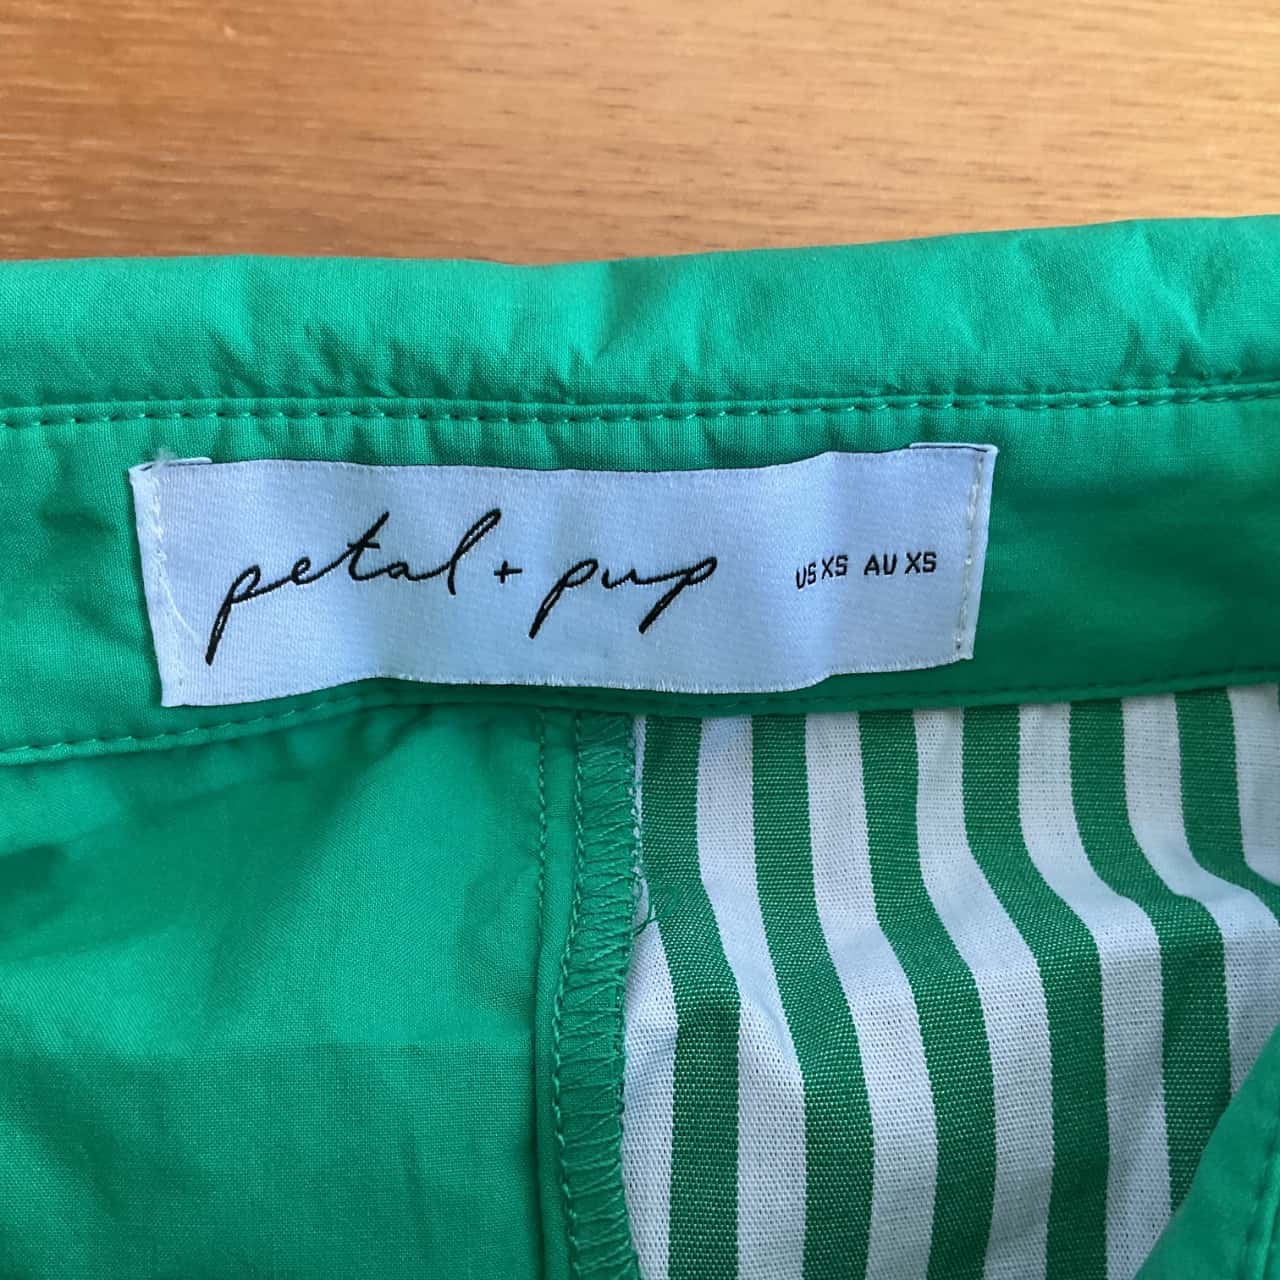 petal + pup US XS AU XS